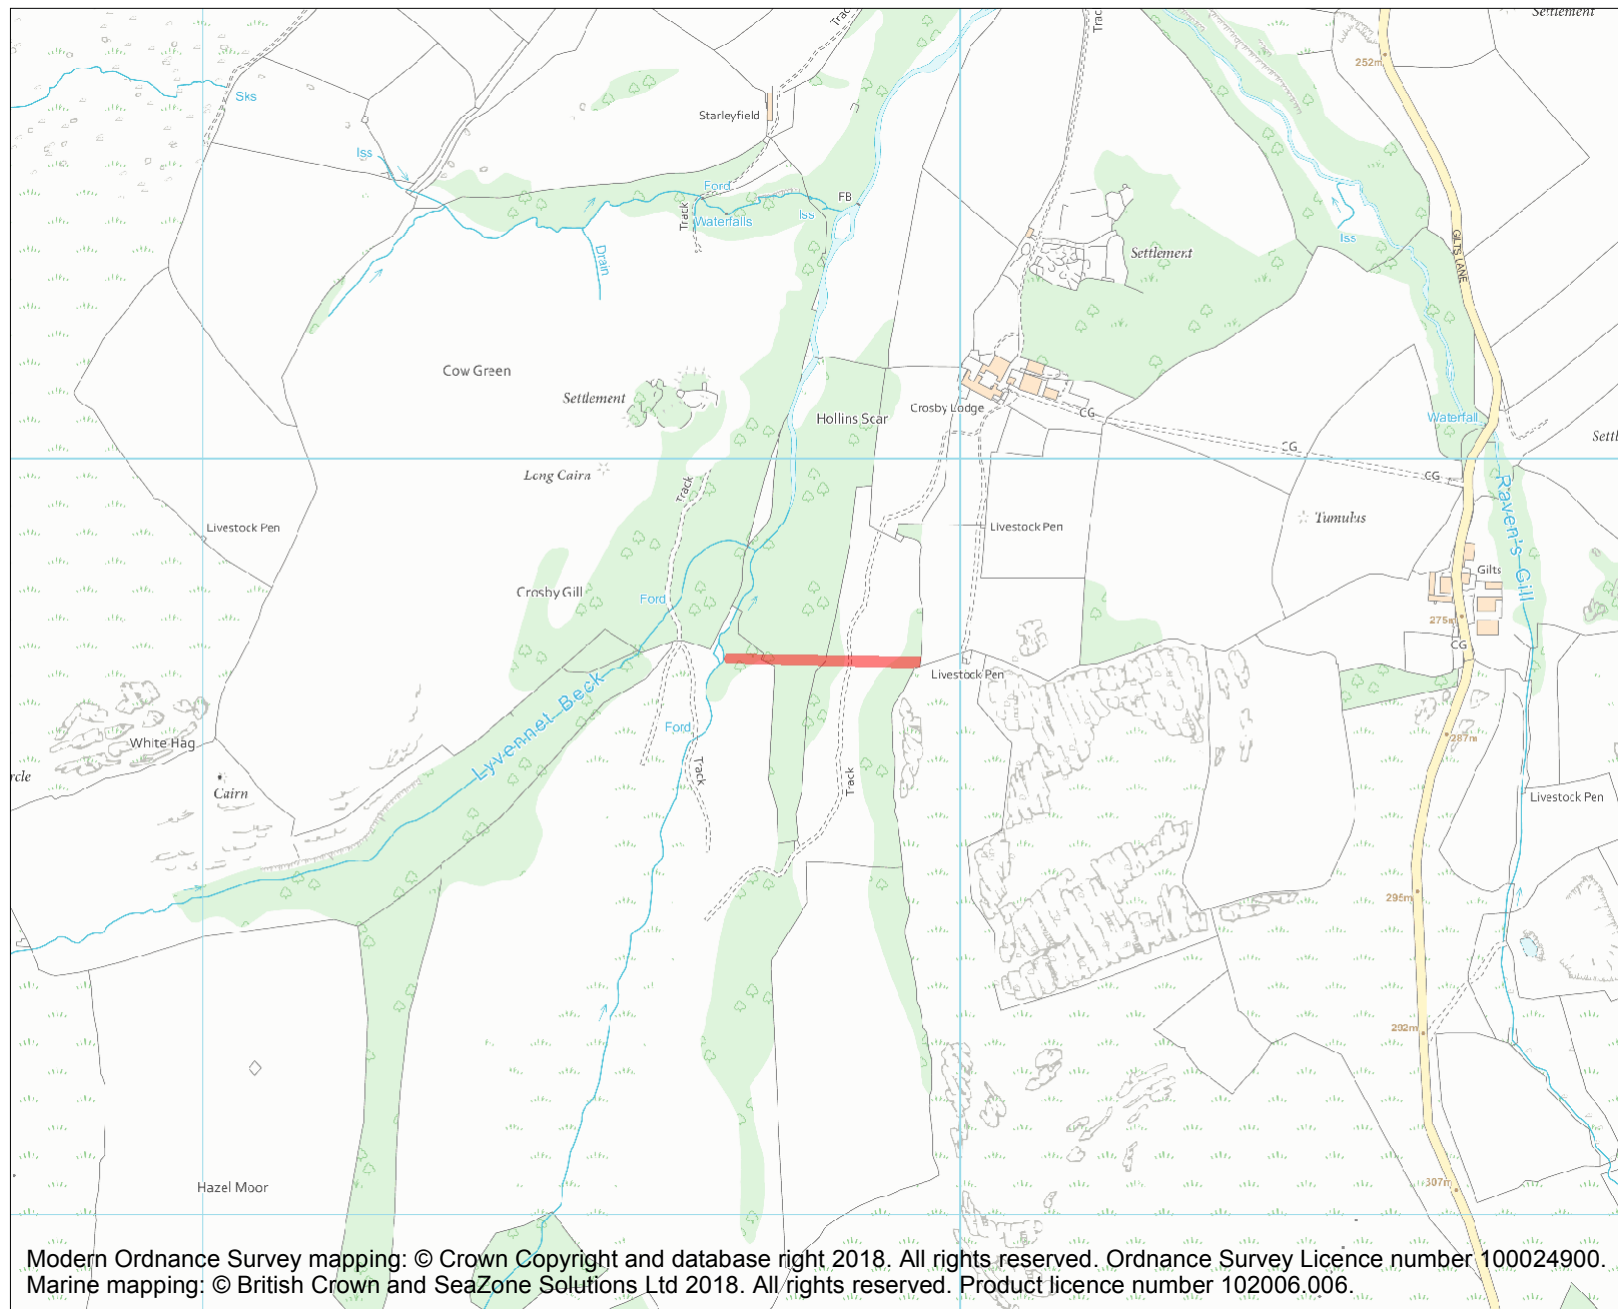 Settlement
Track
Track
252m
Sks
Starleyfield
Iss
Ford
FB
Track
Waterfalls
Iss
Iss
Settlement
GILTS LANE
Drain
Cow Green
Settlement
Crosby Lodge
CG
Hollins Scar
Waterfall
CG
Long Cairn
CG
Track
Raven's Gill
Livestock Pen
Livestock Pen
Tumulus
Gilts
Crosby Gill
Ford
275m
CG
Livestock Pen
Lyvennet Beck
Ford
White Hag
287m
Track
Track
Cairn
Livestock Pen
295m
292m
Hazel Moor
307m
Modern Ordnance Survey mapping: © Crown Copyright and database right 2018. All rights reserved. Ordnance Survey Licence number 100024900.
Marine mapping: © British Crown and SeaZone Solutions Ltd 2018. All rights reserved. Product licence number 102006.006.